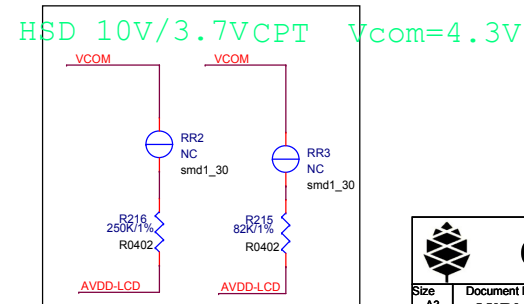 HSD 10V/3.7VCPT Vcom=4.3V
VCOM VCOM
RR2
NC
smd1_30
RR3
NC
smd1_30
R216
250K/1%
R0402
R215
82K/1%
R0402
AVDD-LCD AVDD-LCD
Size Document
A3